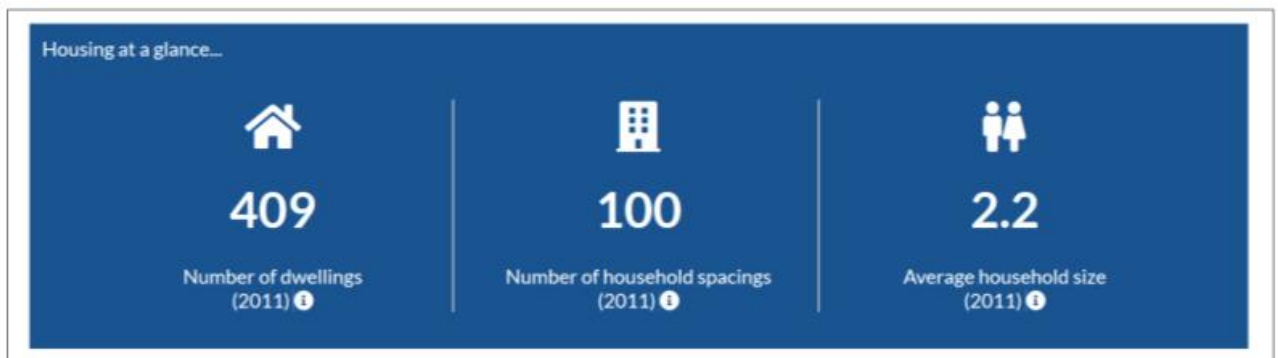 Housing at a glance...
409
Number of dwellings
(2011)
100
Number of household spacings
(2011)
2.2
Average household size
(2011)